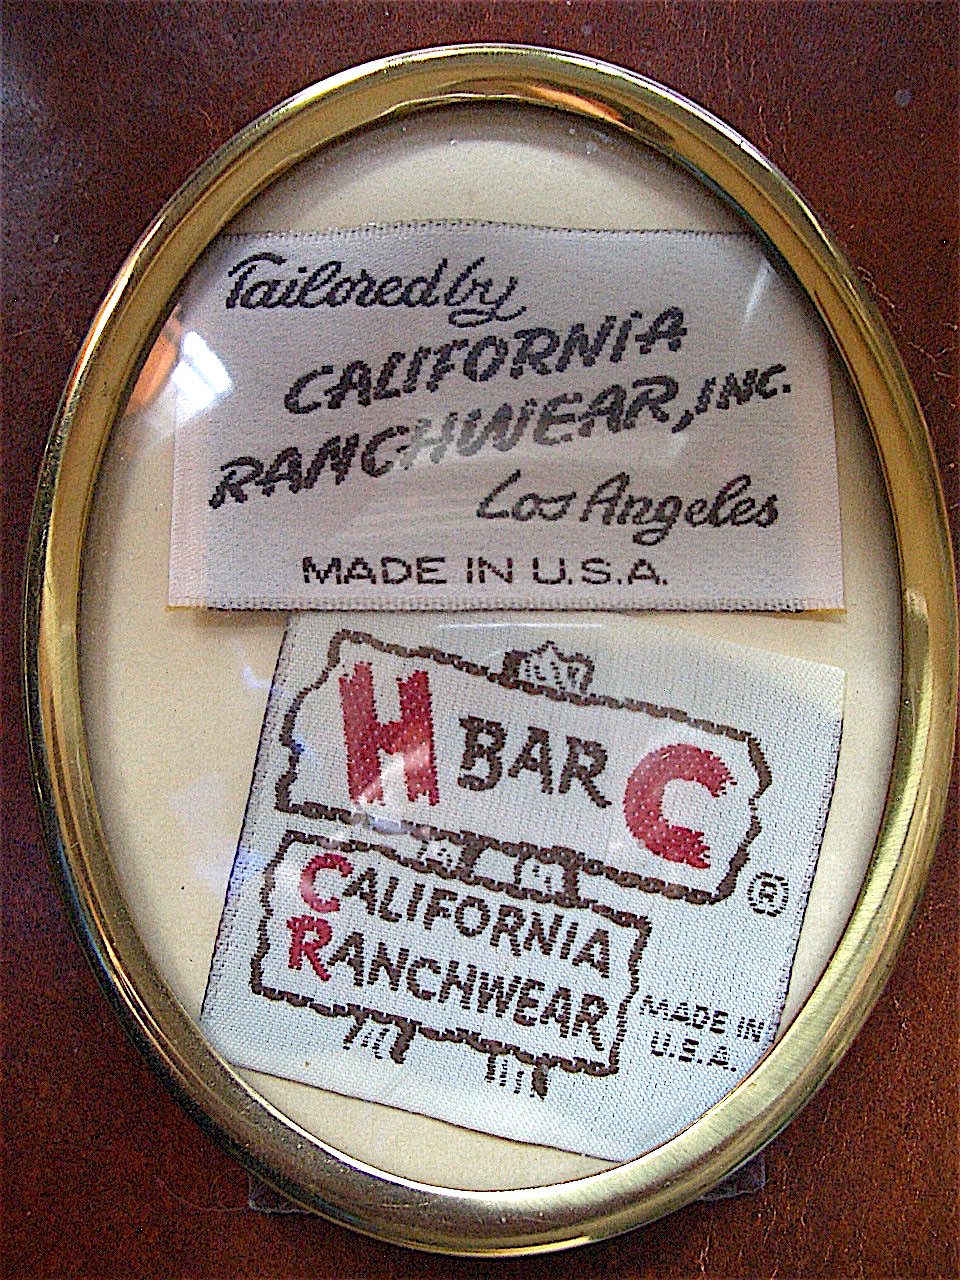 Tailored by
CALIFORNIA
RANCHWEAR, INC.
Los Angeles
MADE IN U.S.A.
H BAR C
®
CALIFORNIA
RANCHWEAR
MADE IN
U.S.A.